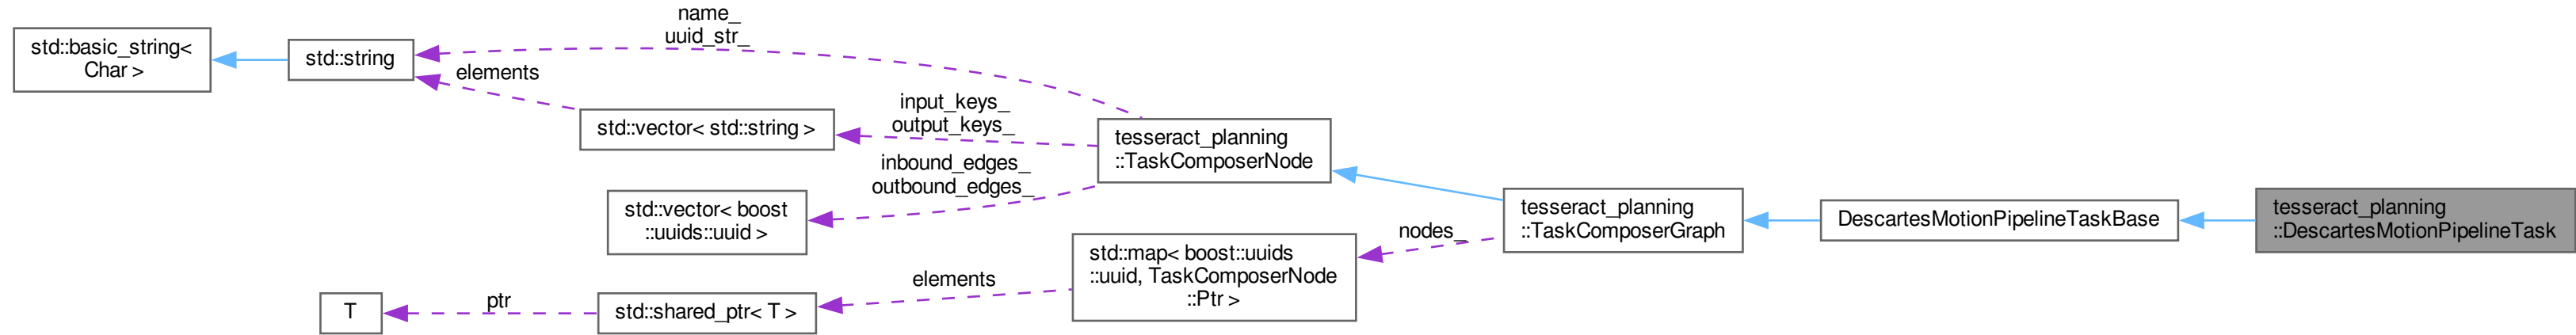 std::basic_string<
Char >
std::string
name_
uuid_str_
elements
std::vector< std::string >
input_keys_
output_keys_
inbound_edges_
outbound_edges_
std::vector< boost
::uuids::uuid >
tesseract_planning
::TaskComposerNode
T
ptr
std::shared_ptr< T >
elements
std::map< boost::uuids
::uuid, TaskComposerNode
::Ptr >
nodes_
tesseract_planning
::TaskComposerGraph
DescartesMotionPipelineTaskBase
tesseract_planning
::DescartesMotionPipelineTask